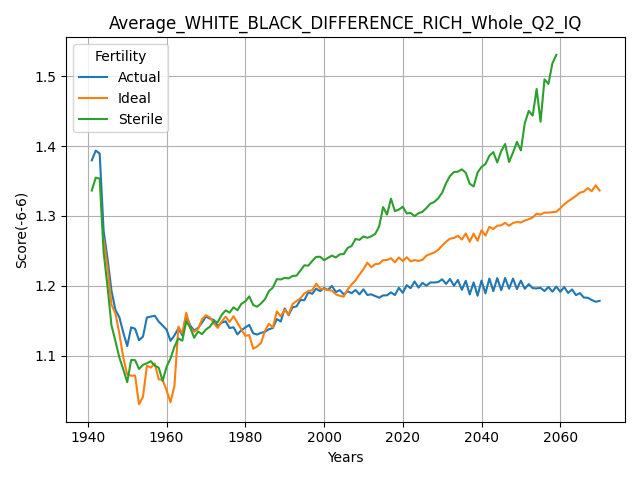 Average_WHITE_BLACK_DIFFERENCE_RICH_Whole_Q2_IQ
Fertility
Actual
Ideal
Sterile
Score(-6-6)
1.5
1.4
1.3
1.2
1.1
1940 1960 1980 2000 2020 2040 2060
Years